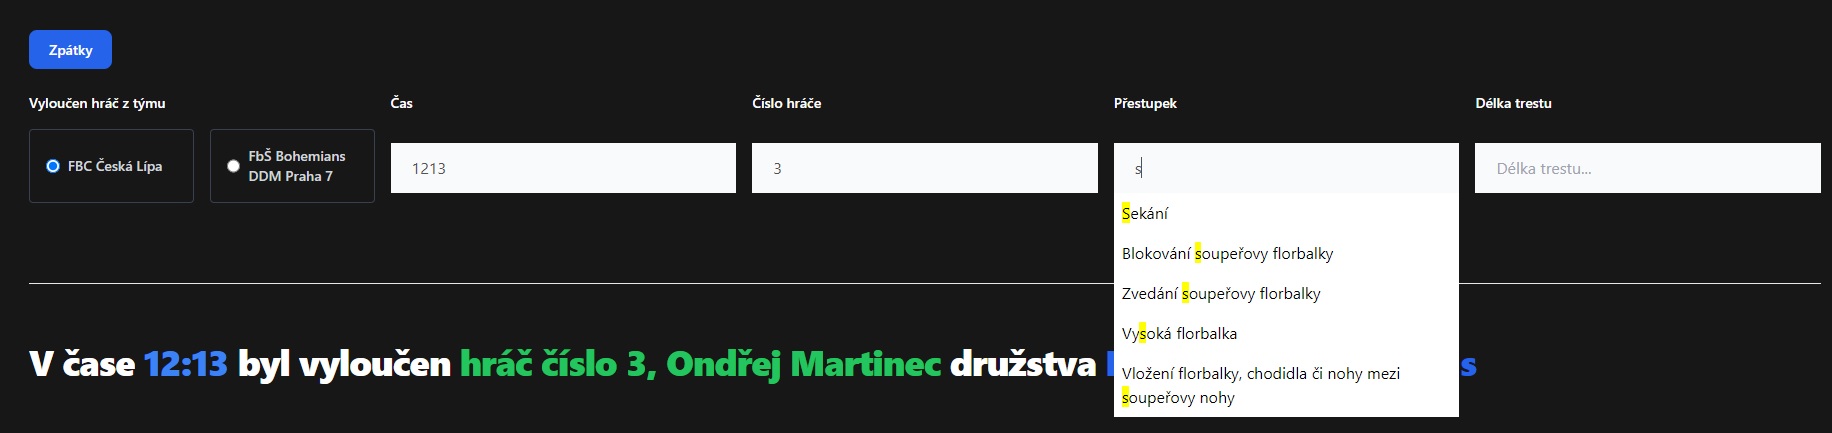 Zpátky
Vyloučen hráč z týmu
Čas
Číslo hráče
Přestupek
Délka trestu
FBC Česká Lípa
FbŠ Bohemians
DDM Praha 7
1213
3
s
Délka trestu...
Sekání
Blokování soupeřovy florbalky
Zvedání soupeřovy florbalky
Vysoká florbalka
Vložení florbalky, chodidla či nohy mezi
soupeřovy nohy
V čase 12:13 byl vyloučen hráč číslo 3, Ondřej Martinec družstva s